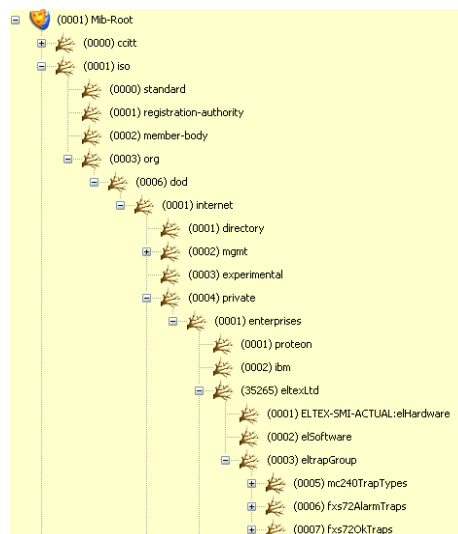 (0001) Mib-Root
(0000) ccitt
(0001) iso
(0000) standard
(0001) registration-authority
(0002) member-body
(0003) org
(0006) dod
(0001) internet
(0001) directory
(0002) mgmt
(0003) experimental
(0004) private
(0001) enterprises
(0001) proteon
(0002) ibm
(35265) eltexLtd
(0001) ELTEX-SMI-ACTUAL:elHardware
(0002) elSoftware
(0003) eltrapGroup
(0005) mc240TrapTypes
(0006) fxs72AlarmTraps
(0007) fxs72OkTraps